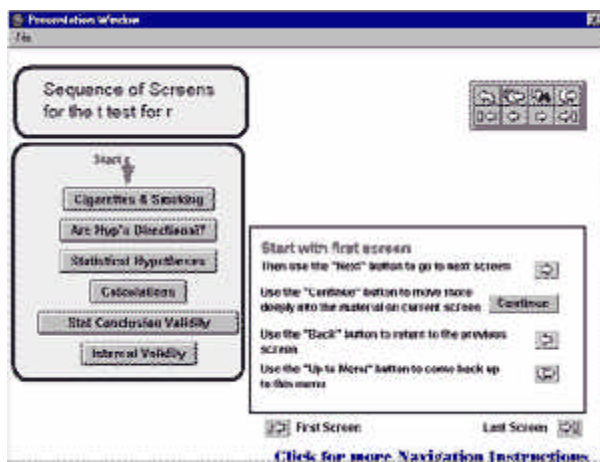 Presentation Window
File
Sequence of Screens
for the t test for r
Start
Cigarettes & Smoking
Are Hyp's Directional?
Statistical Hypotheses
Calculations
Stat Conclusion Validity
Internal Validity
Start with first screen
Then use the "Next" button to go to next screen
Use the "Continue" button to move more
deeply into the material on current screen
Continue
Use the "Back" button to return to the previous
screen
Use the "Up to Menu" button to come back up
to this menu
First Screen
Last Screen
Click for more Navigation Instructions